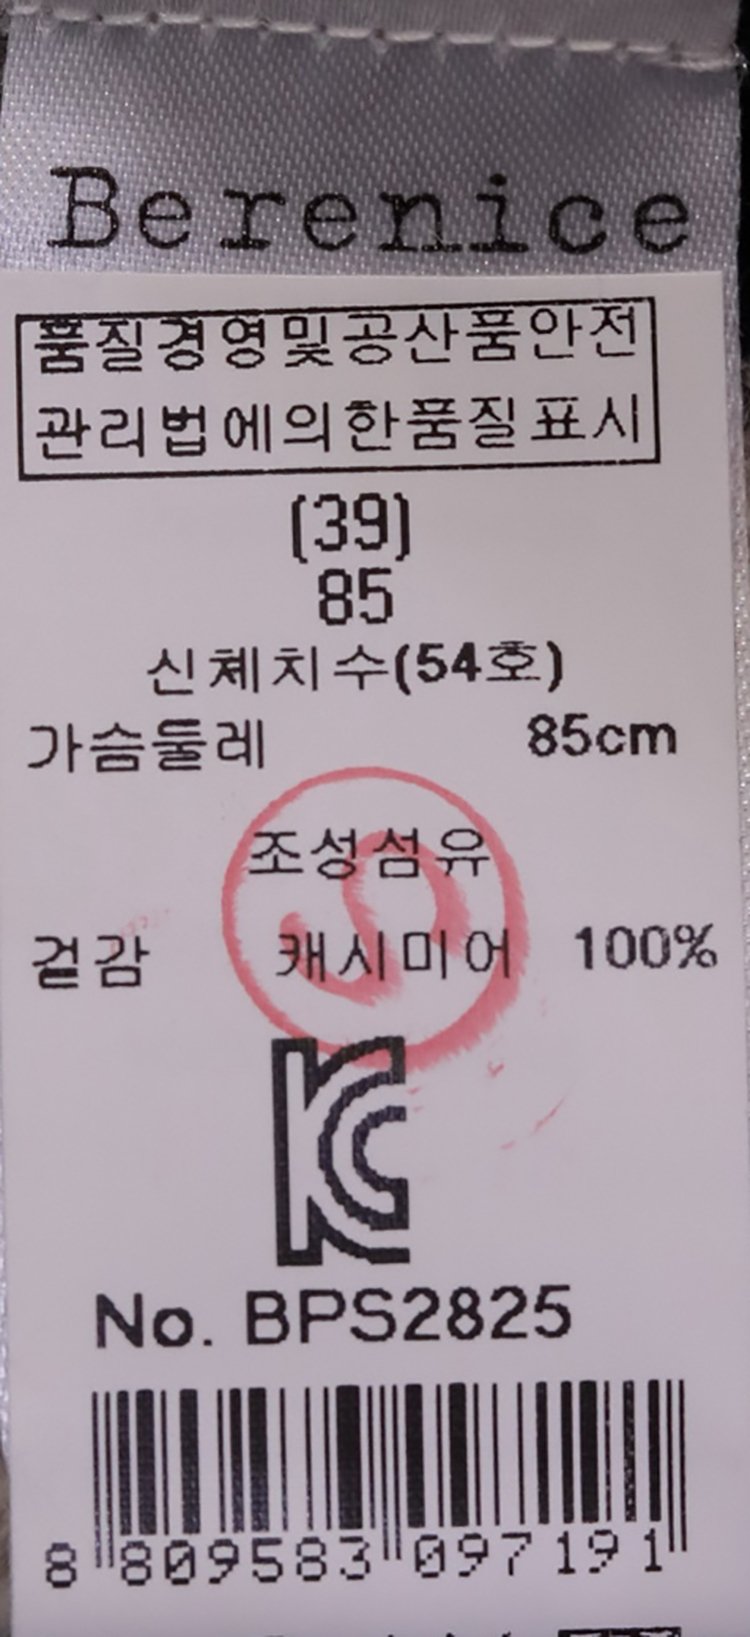 Berenice
품질경영및공산품안전
관리법에의한품질표시
(39)
85
신체치수(54호)
가슴둘레 85cm
조성섬유
겉감 캐시미어 100%
KC
No. BPS2825
8 809583 097191